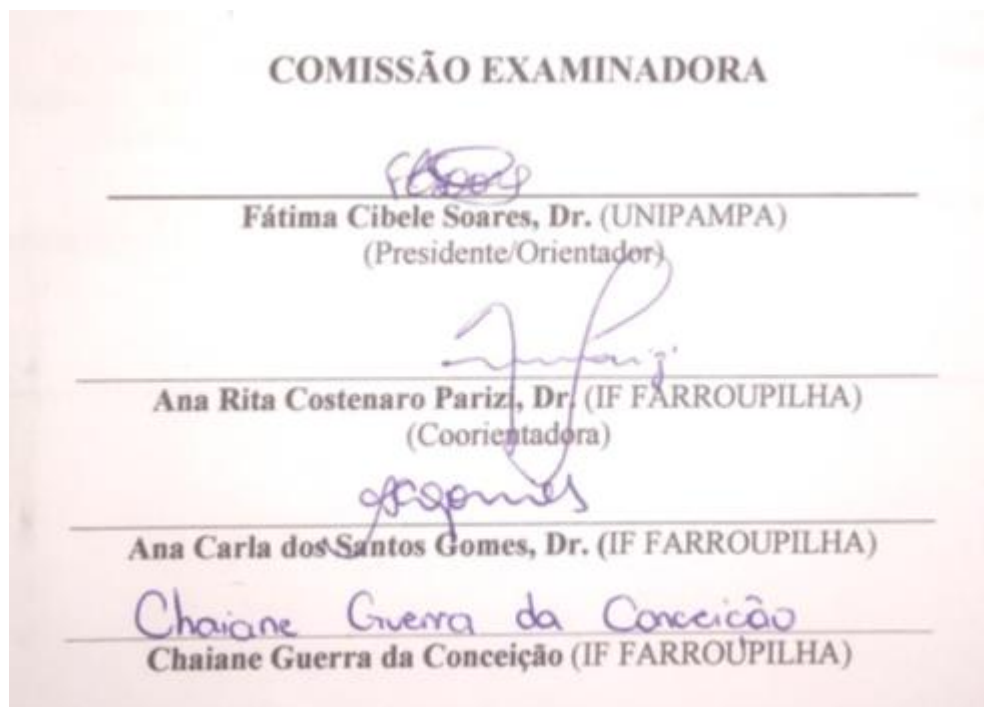 COMISSÃO EXAMINADORA
Fátima Cibele Soares, Dr. (UNIPAMPA)
(Presidente/Orientador)
Ana Rita Costenaro Parizi, Dr. (IF FARROUPILHA)
(Coorientadora)
Ana Carla dos Santos Gomes, Dr. (IF FARROUPILHA)
Chaiane Guerra da Conceição
Chaiane Guerra da Conceição (IF FARROUPILHA)